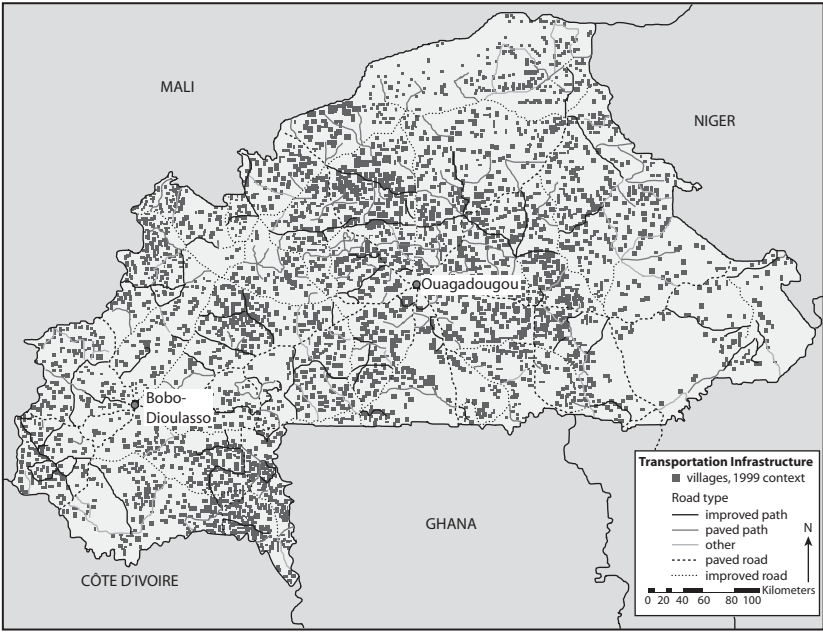 MALI
NIGER
Ouagadougou
Bobo-
Dioulasso
GHANA
CÔTE D'IVOIRE
Transportation Infrastructure
villages, 1999 context
Road type
improved path
paved path
other
paved road
improved road
N
Kilometers
0 20 40 60 80 100